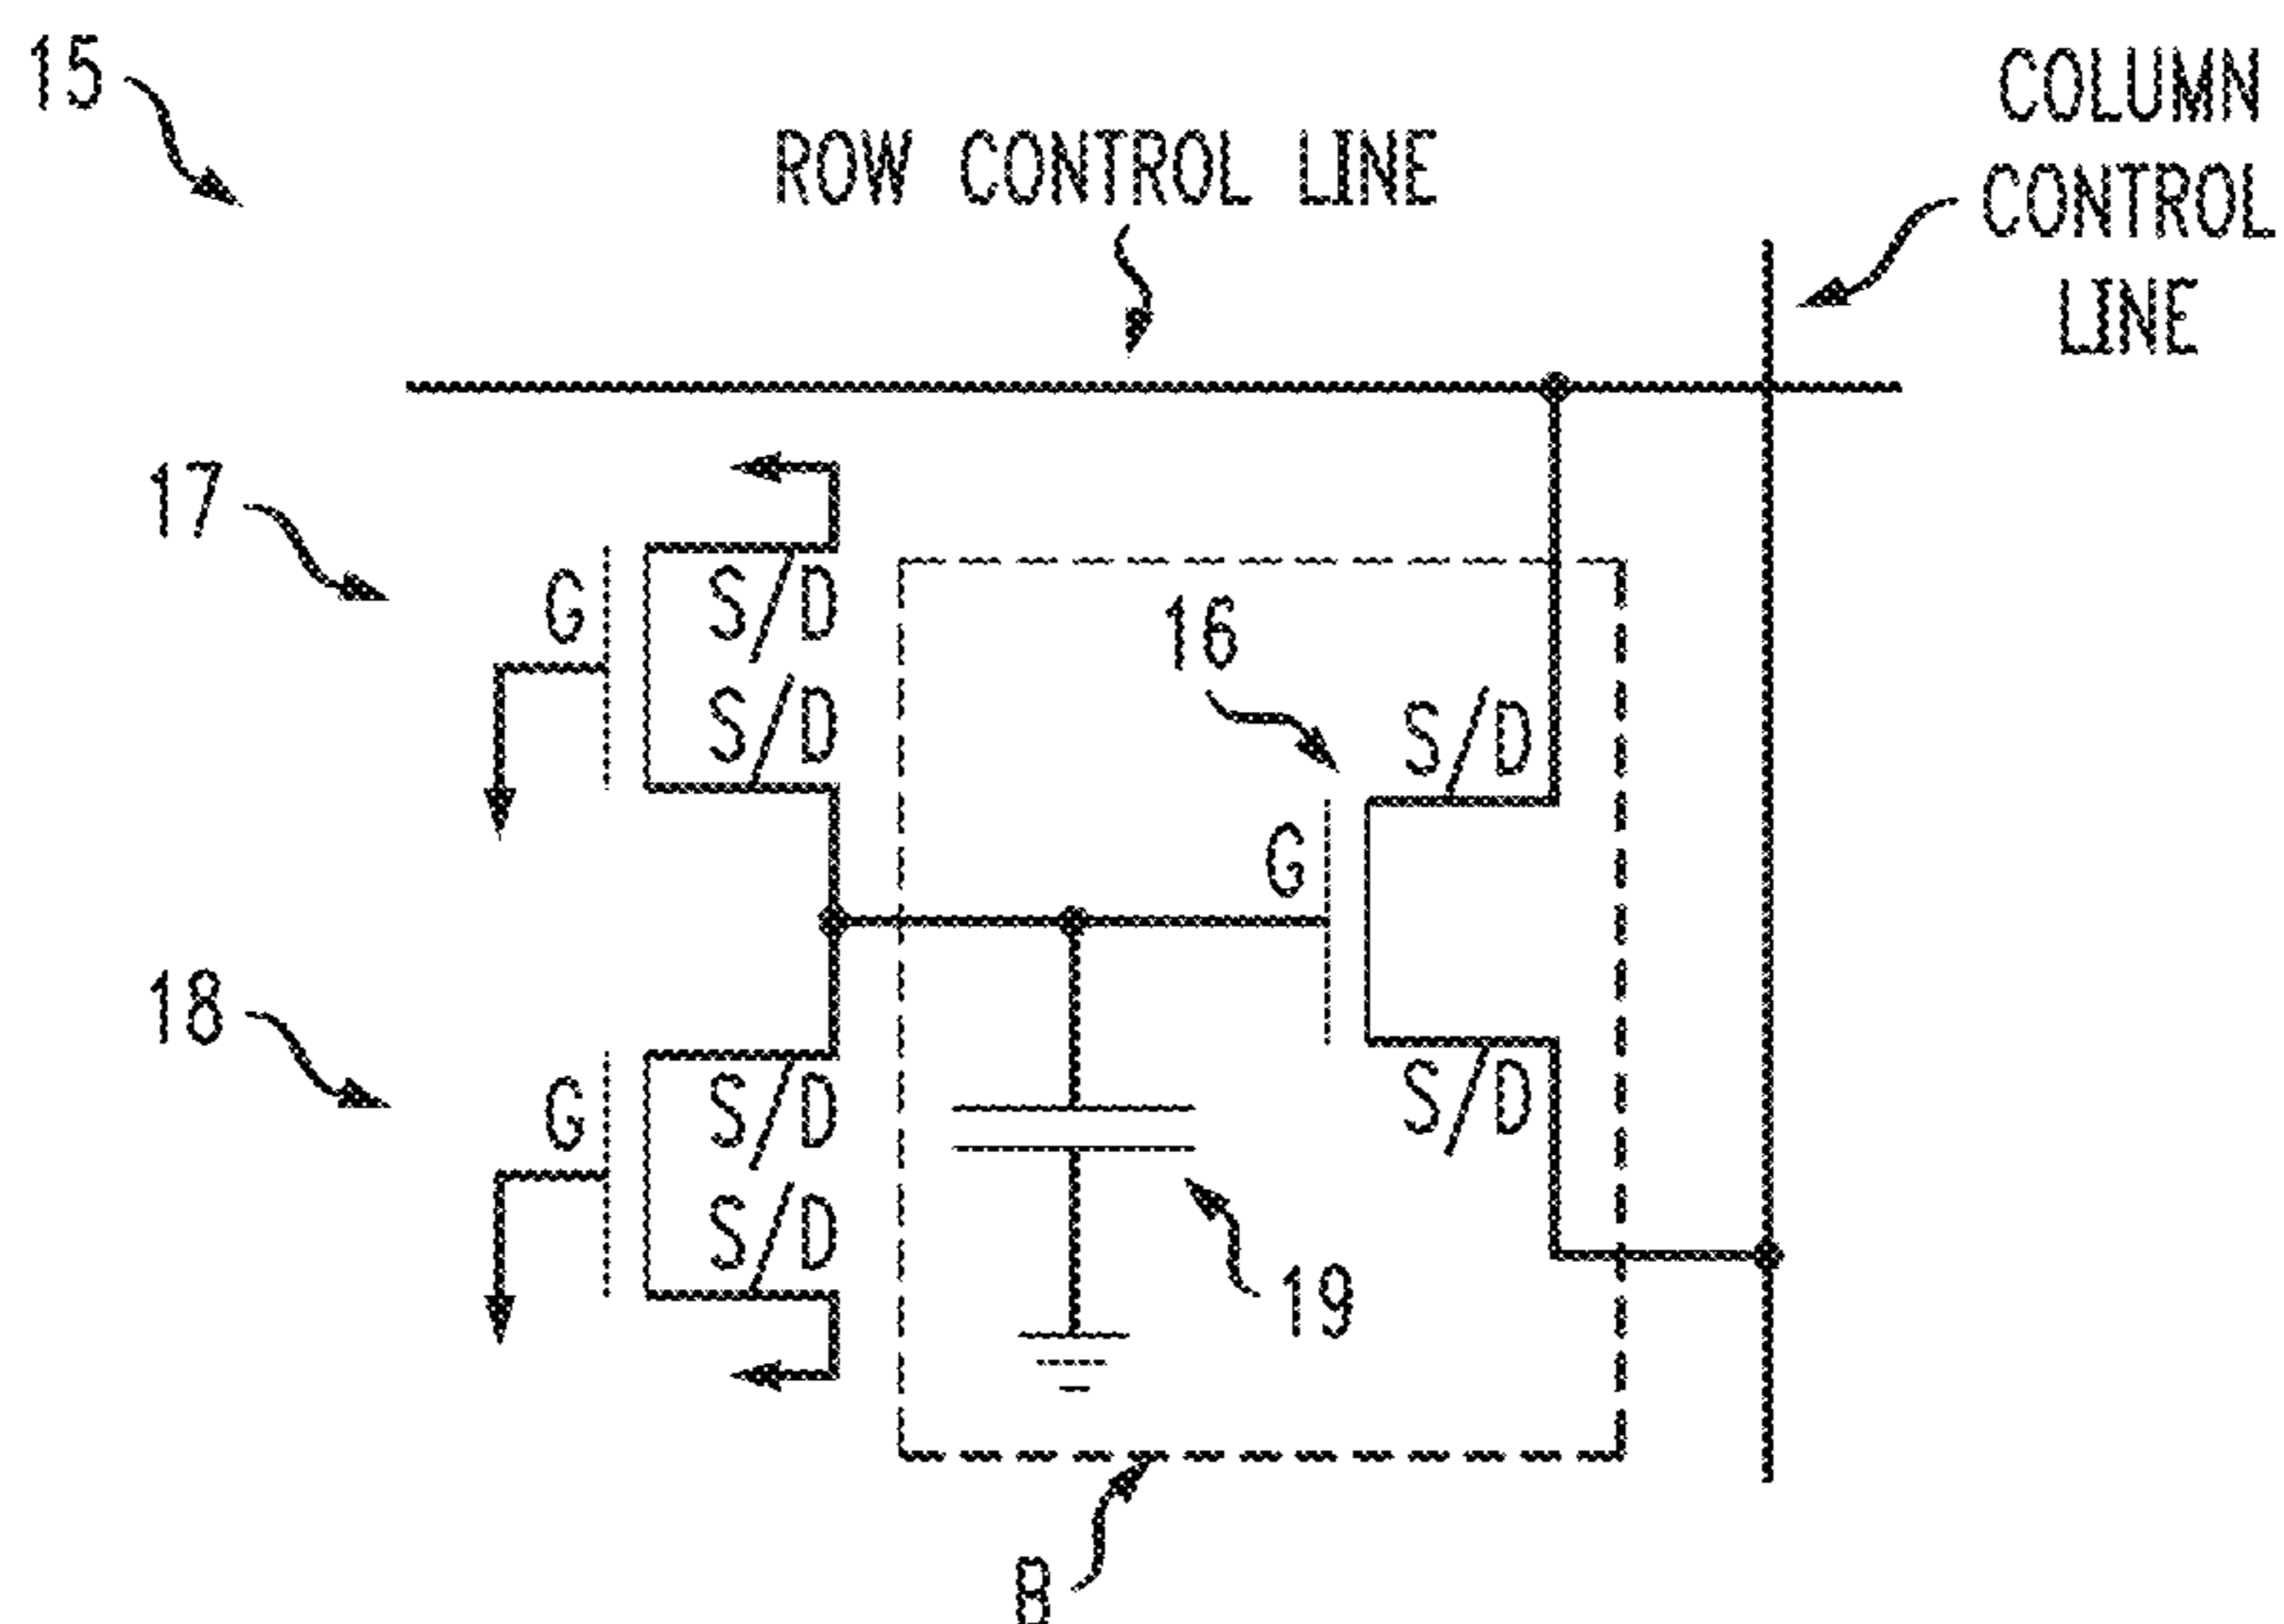 15
ROW CONTROL LINE
COLUMN
CONTROL
LINE
17
G
S/D
S/D
16
S/D
G
S/D
18
G
S/D
S/D
19
8